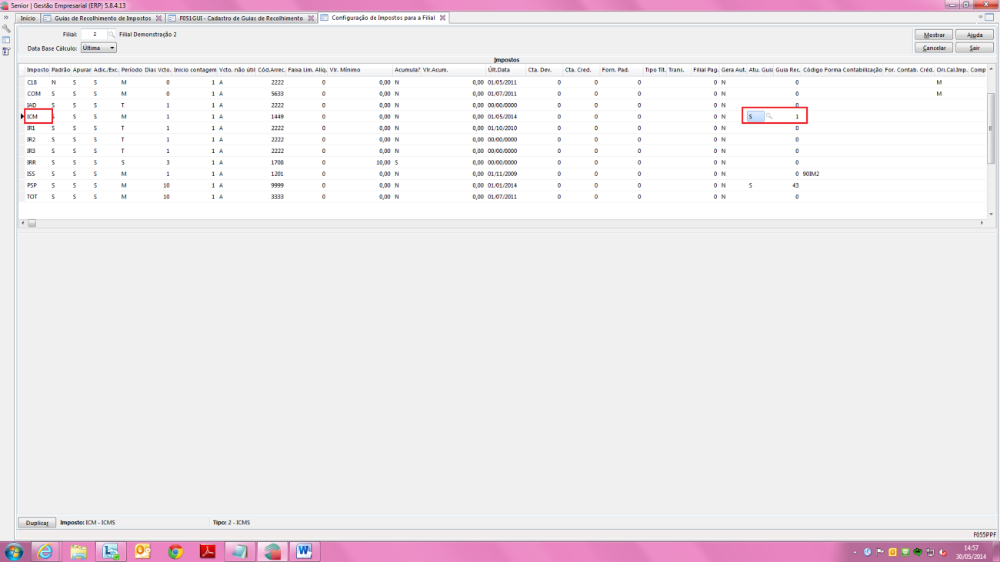 Senior | Gestão Empresarial (ERP) 5.8.4.13
Início Guias de Recolhimento de Impostos F051GUI - Cadastro de Guias de Recolhimento Configuração de Impostos para a Filial
Filial: 2 Filial Demonstração 2 Mostrar Ajuda
Data Base Cálculo: Última Cancelar Sair
Impostos
Imposto Padrão Apurar Adic./Exc. Período Dias Vcto. Inicio contagem Vcto. não útil Cód.Arrec. Faixa Lim. Alíq. Vlr. Mínimo Acumula? Vlr.Acum. Últ.Data Cta. Dev. Cta. Cred. Forn. Pad. Tipo Tít. Trans. Filial Pag. Gera Aut. Atu. Guia Guia Rec. Código Forma Contabilização For. Contab. Créd. Ori.Cal.Imp. Comp
C18 N S S M 0 1 A 2222 0 0,00 N 0,00 01/05/2011 0 0 0 0 N 0 M
COM S S S M 0 1 A 5633 0 0,00 N 0,00 01/07/2011 0 0 0 0 N 0 M
IAD S S S T 1 1 A 2222 0 0,00 N 0,00 00/00/0000 0 0 0 0 N 0
ICM S S S M 1 1 A 1449 0 0,00 N 0,00 01/05/2014 0 0 0 0 N S 1
IR1 S S S T 1 1 A 2222 0 0,00 N 0,00 01/10/2010 0 0 0 0 N 0
IR2 S S S T 1 1 A 2222 0 0,00 N 0,00 00/00/0000 0 0 0 0 N 0
IR3 S S S T 1 1 A 2222 0 0,00 N 0,00 00/00/0000 0 0 0 0 N 0
IRR S S S S 3 1 A 1708 0 10,00 S 0,00 00/00/0000 0 0 0 0 N 0
ISS S S S M 1 1 A 1201 0 0,00 N 0,00 01/11/2009 0 0 0 0 N 0 90IM2
PSP S S S M 10 1 A 9999 0 0,00 N 0,00 01/01/2014 0 0 0 0 N S 43
TOT S S S M 10 1 A 3333 0 0,00 N 0,00 01/07/2011 0 0 0 0 N 0
Duplicar Imposto: ICM - ICMS Tipo: 2 - ICMS
F055PPF
14:57
30/05/2014